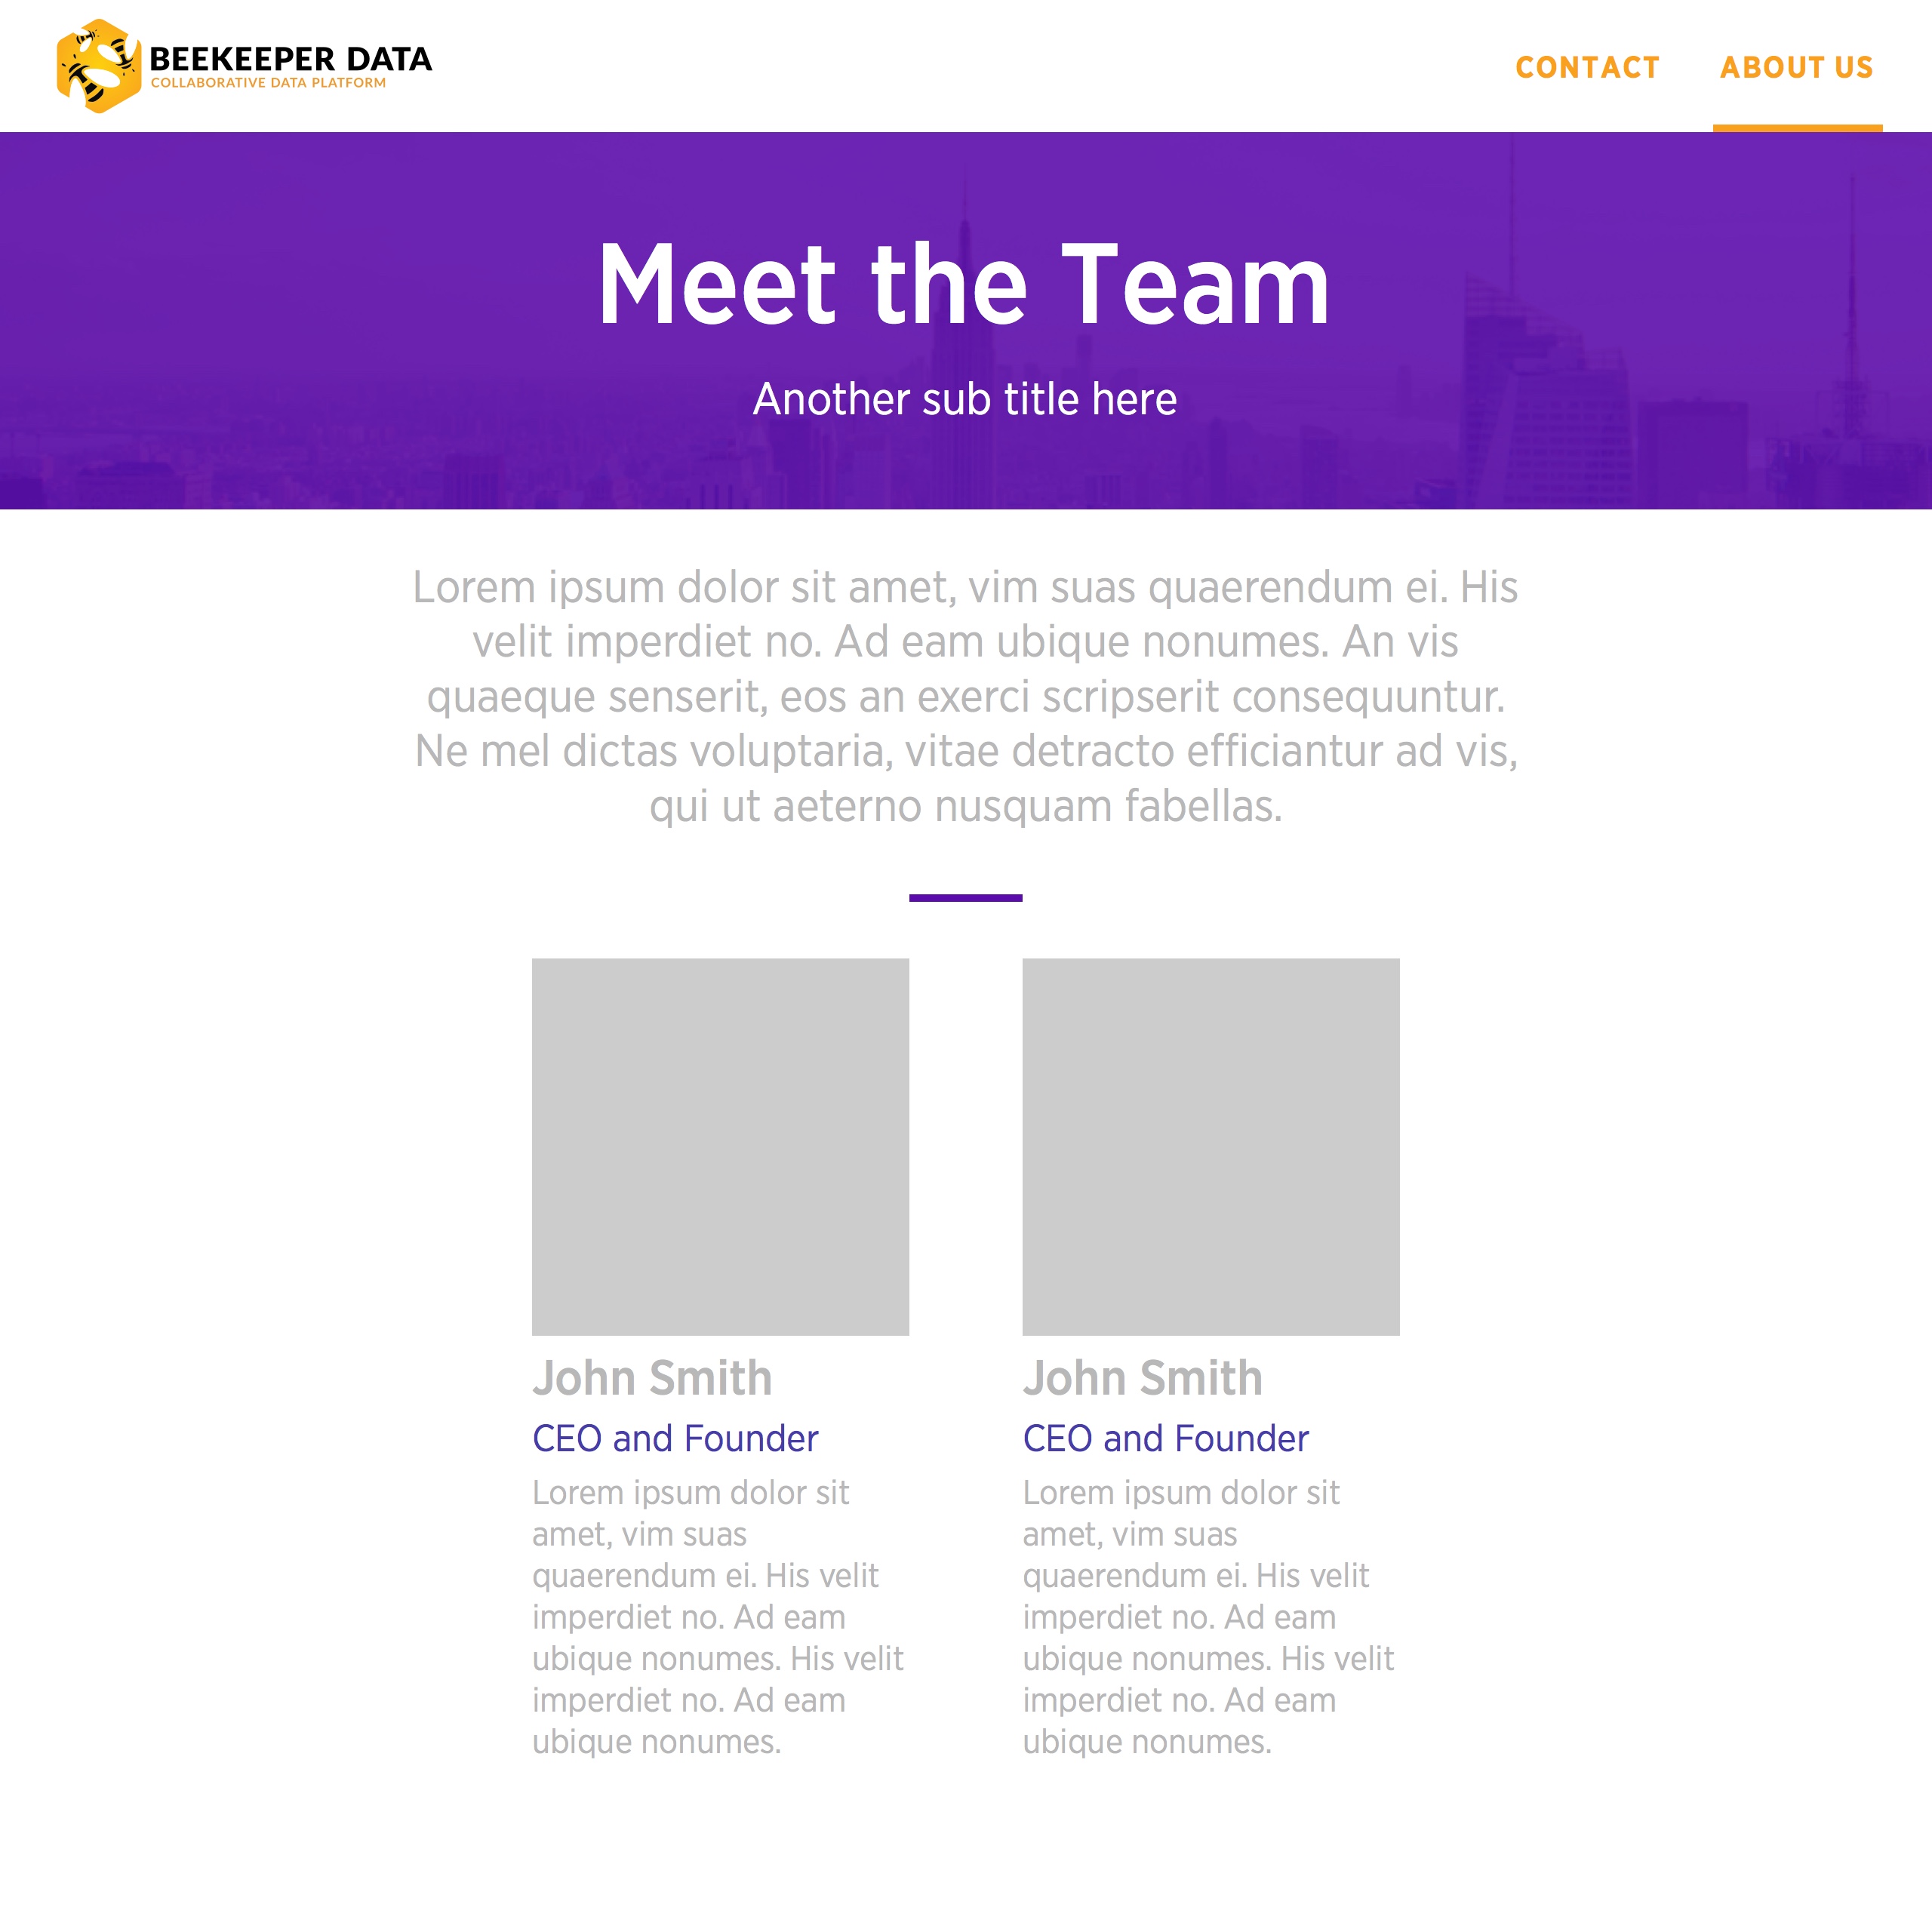 BEEKEEPER DATA
COLLABORATIVE DATA PLATFORM
CONTACT
ABOUT US
Meet the Team
Another sub title here
Lorem ipsum dolor sit amet, vim suas quaerendum ei. His
velit imperdiet no. Ad eam ubique nonumes. An vis
quaeque senserit, eos an exerci scripserit consequuntur.
Ne mel dictas voluptaria, vitae detracto efficiantur ad vis,
qui ut aeterno nusquam fabellas.
John Smith
CEO and Founder
Lorem ipsum dolor sit
amet, vim suas
quaerendum ei. His velit
imperdiet no. Ad eam
ubique nonumes. His velit
imperdiet no. Ad eam
ubique nonumes.
John Smith
CEO and Founder
Lorem ipsum dolor sit
amet, vim suas
quaerendum ei. His velit
imperdiet no. Ad eam
ubique nonumes. His velit
imperdiet no. Ad eam
ubique nonumes.